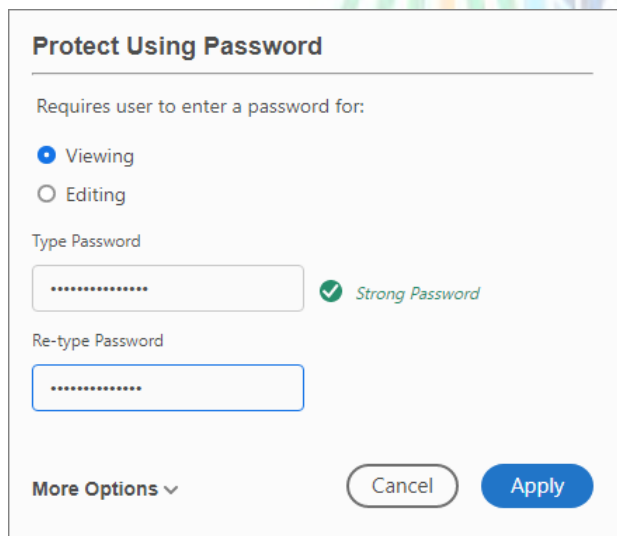 Protect Using Password
Requires user to enter a password for:
Viewing
Editing
Type Password
•••••••••••••••
Strong Password
Re-type Password
••••••••••••••
More Options
Cancel
Apply